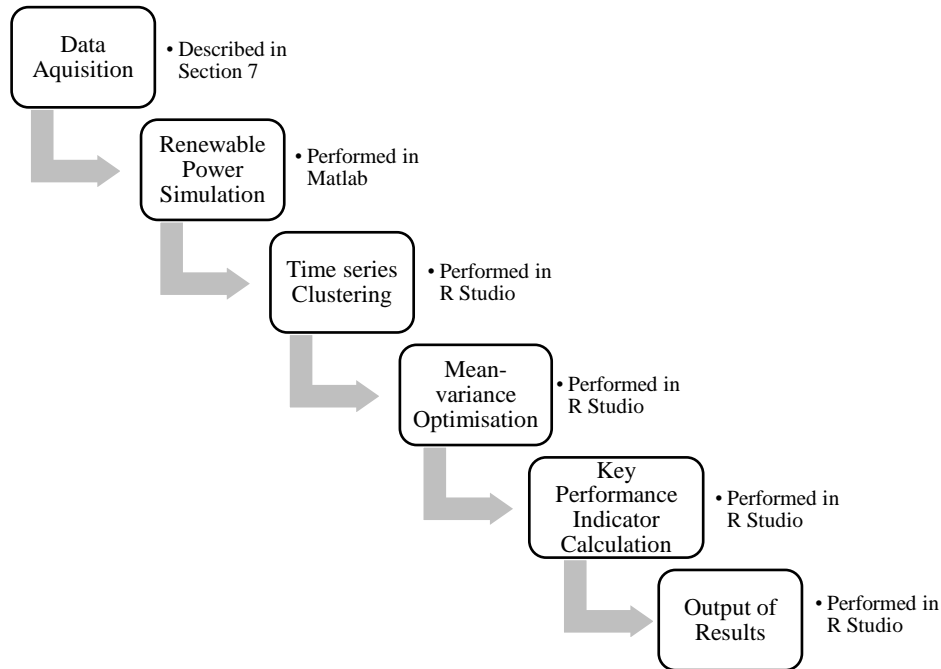 Data
Aquisition
• Described in
Section 7
Renewable
Power
Simulation
• Performed in
Matlab
Time series
Clustering
• Performed in
R Studio
Mean-
variance
Optimisation
• Performed in
R Studio
Key
Performance
Indicator
Calculation
• Performed in
R Studio
Output of
Results
• Performed in
R Studio